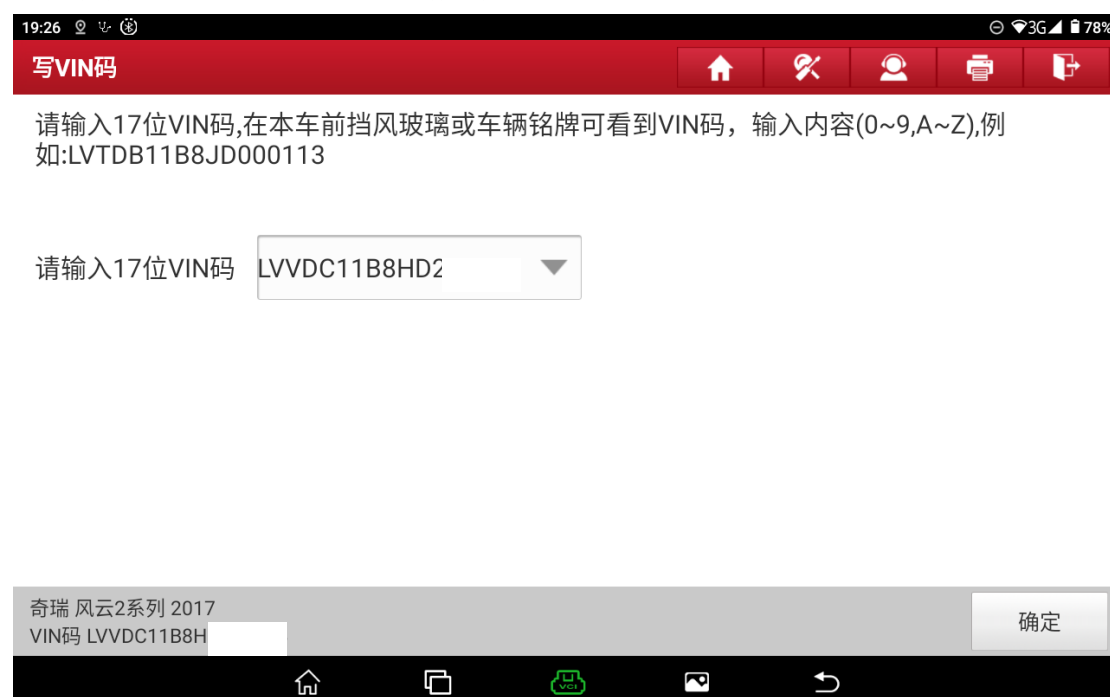 19:26
3G 78%
写VIN码
请输入17位VIN码,在本车前挡风玻璃或车辆铭牌可看到VIN码，输入内容(0~9,A~Z),例
如:LVTDB11B8JD000113
请输入17位VIN码 LVVDC11B8HD2
奇瑞 风云2系列 2017
VIN码 LVVDC11B8H
确定
VCI